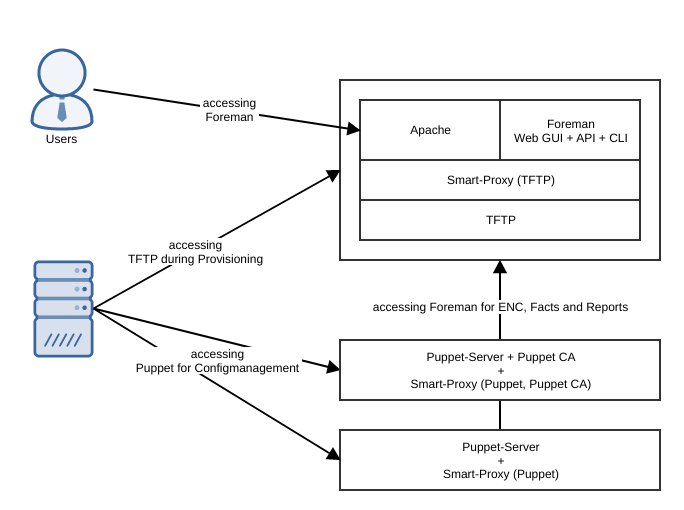 accessing
Foreman
Users
Apache
Foreman
Web GUI + API + CLI
Smart-Proxy (TFTP)
TFTP
accessing
TFTP during Provisioning
accessing Foreman for ENC, Facts and Reports
accessing
Puppet for Configmanagement
Puppet-Server + Puppet CA
+
Smart-Proxy (Puppet, Puppet CA)
Puppet-Server
+
Smart-Proxy (Puppet)